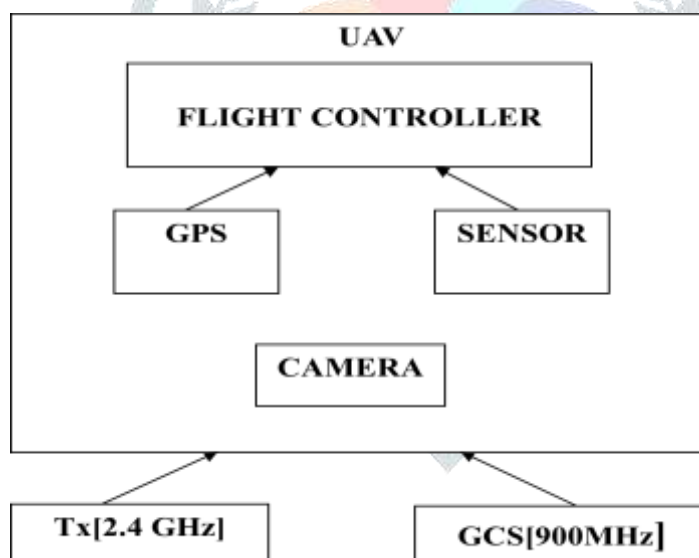 UAV
FLIGHT CONTROLLER
GPS
SENSOR
CAMERA
Tx[2.4 GHz]
GCS[900MHz]